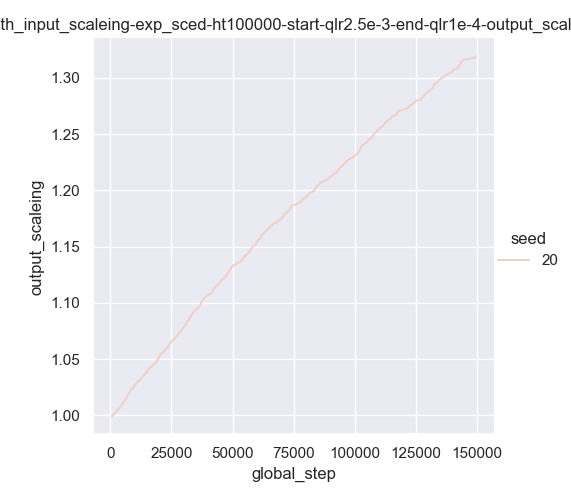 th_input_scaleing-exp_sced-ht100000-start-qlr2.5e-3-end-qlr1e-4-output_scal
output_scaleing
1.30
1.25
1.20
1.15
1.10
1.05
1.00
0 25000 50000 75000 100000 125000 150000
global_step
seed
20